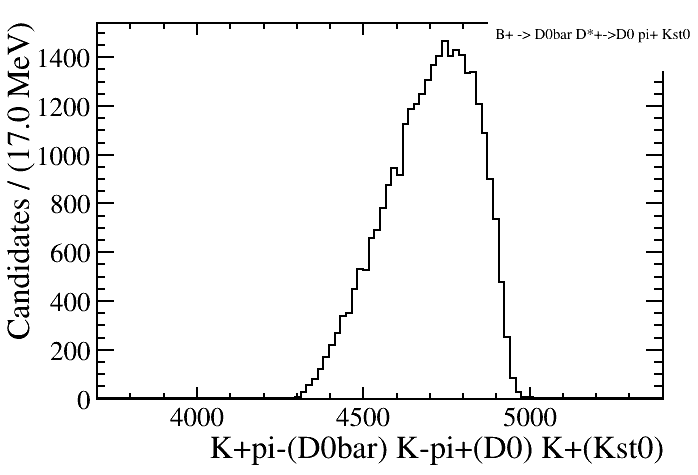 B+ -> D0bar D*+->D0 pi+ Kst0
Candidates / (17.0 MeV)
1400
1200
1000
800
600
400
200
0
4000 4500 5000
K+pi-(D0bar) K-pi+(D0) K+(Kst0)